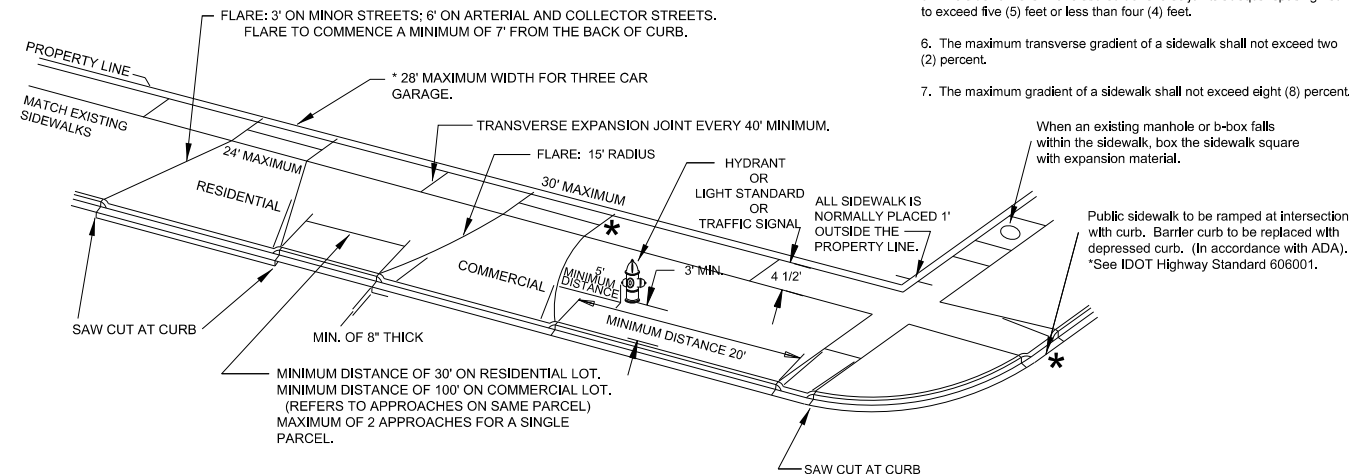 to exceed five (5) feet or less than four (4) feet.
6. The maximum transverse gradient of a sidewalk shall not exceed two
(2) percent.
7. The maximum gradient of a sidewalk shall not exceed eight (8) percent.
FLARE: 3' ON MINOR STREETS; 6' ON ARTERIAL AND COLLECTOR STREETS.
FLARE TO COMMENCE A MINIMUM OF 7' FROM THE BACK OF CURB.
PROPERTY LINE
* 28' MAXIMUM WIDTH FOR THREE CAR
GARAGE.
MATCH EXISTING
SIDEWALKS
TRANSVERSE EXPANSION JOINT EVERY 40' MINIMUM.
24' MAXIMUM
RESIDENTIAL
FLARE: 15' RADIUS
30' MAXIMUM
*
HYDRANT
OR
LIGHT STANDARD
OR
TRAFFIC SIGNAL
ALL SIDEWALK IS
NORMALLY PLACED 1'
OUTSIDE THE
PROPERTY LINE.
When an existing manhole or b-box falls
within the sidewalk, box the sidewalk square
with expansion material.
Public sidewalk to be ramped at intersection
with curb. Barrier curb to be replaced with
depressed curb. (In accordance with ADA).
*See IDOT Highway Standard 606001.
*
COMMERCIAL
5'
MINIMUM
DISTANCE
3' MIN.
4 1/2'
MINIMUM DISTANCE 20'
SAW CUT AT CURB
MIN. OF 8" THICK
MINIMUM DISTANCE OF 30' ON RESIDENTIAL LOT.
MINIMUM DISTANCE OF 100' ON COMMERCIAL LOT.
(REFERS TO APPROACHES ON SAME PARCEL)
MAXIMUM OF 2 APPROACHES FOR A SINGLE
PARCEL.
SAW CUT AT CURB